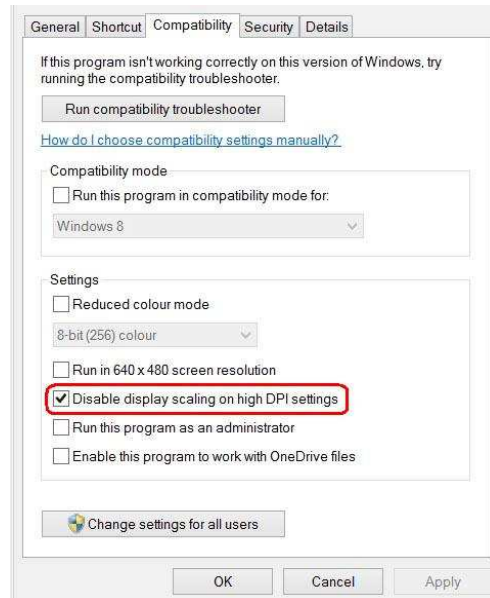 General Shortcut Compatibility Security Details
If this program isn't working correctly on this version of Windows, try
running the compatibility troubleshooter.
Run compatibility troubleshooter
How do I choose compatibility settings manually?
Compatibility mode
Run this program in compatibility mode for:
Windows 8
Settings
Reduced colour mode
8-bit (256) colour
Run in 640 x 480 screen resolution
Disable display scaling on high DPI settings
Run this program as an administrator
Enable this program to work with OneDrive files
Change settings for all users
OK Cancel Apply